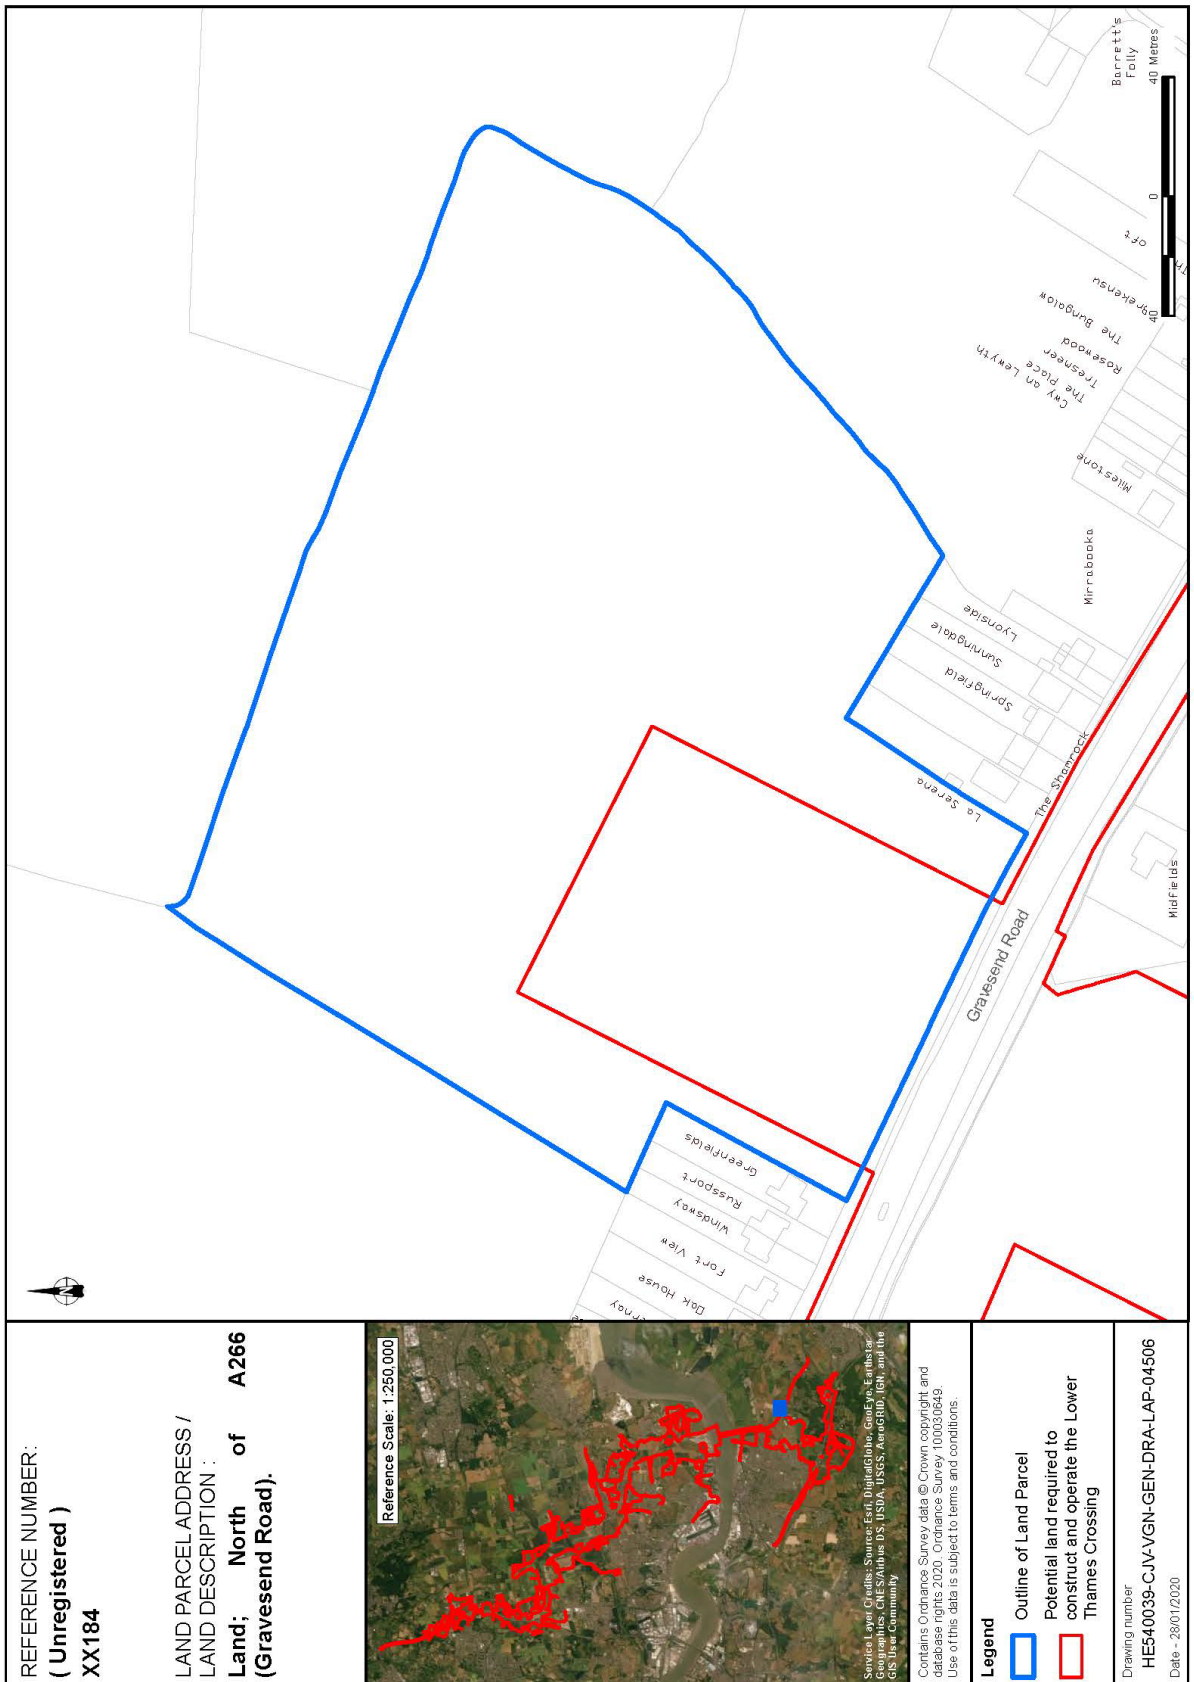 REFERENCE NUMBER:
( Unregistered )
XX184
LAND PARCEL ADDRESS /
LAND DESCRIPTION :
Land; North of A266
(Gravesend Road).
Reference Scale: 1:250,000
Service Layer Credits: Source: Esri, DigitalGlobe, GeoEye, Earthstar
Geographics, CNES/Airbus DS, USDA, USGS, AeroGRID, IGN, and the
GIS User Community
Contains Ordnance Survey data © Crown copyright and
database rights 2020. Ordnance Survey 100030649.
Use of this data is subject to terms and conditions.
Legend
Outline of Land Parcel
Potential land required to
construct and operate the Lower
Thames Crossing
Drawing number
HE540039-CJV-VGN-GEN-DRA-LAP-04506
Date - 28/01/2020
N
Oak House
Fort View
Windsway
Russport
Greenfields
Gravesend Road
La Serena
The Shamrock
Midfields
Springfield
Sunningdale
Lyonside
Mirrabooka
Milestone
Cwy an Lewyth
The Place
Tresneer
Rosewood
The Bungalow
oft
Barrett's
Folly
40 0 40 Metres